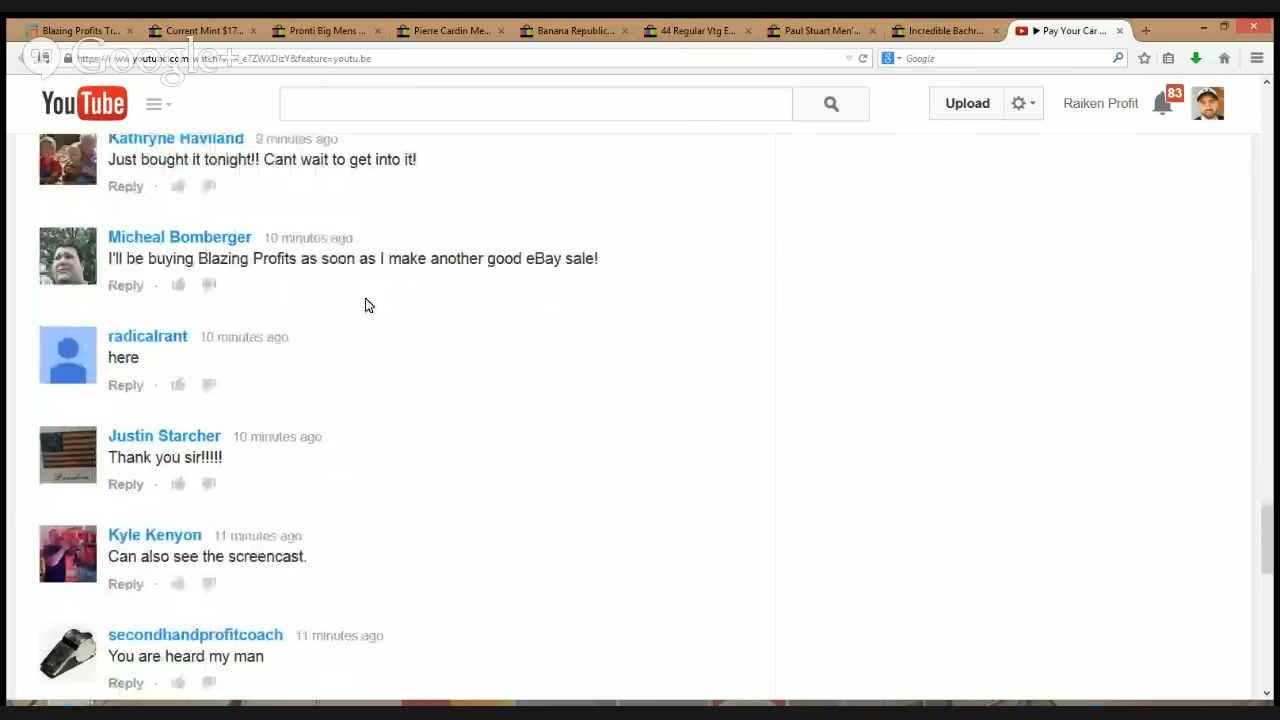 Blazing Profits Tr...
Current Mint $17...
Pronti Big Mens ...
Pierre Cardin Me...
Banana Republic...
44 Regular Vtg E...
Paul Stuart Men'...
Incredible Bachr...
Pay Your Car ...
Google+
https://www.youtube.com
&feature=youtu.be
Google
YouTube
Upload
Raiken Profit
83
Kathryne Haviland 9 minutes ago
Just bought it tonight!! Cant wait to get into it!
Reply
Micheal Bomberger 10 minutes ago
I'll be buying Blazing Profits as soon as I make another good eBay sale!
Reply
radicalrant 10 minutes ago
here
Reply
Justin Starcher 10 minutes ago
Thank you sir!!!!!
Reply
Kyle Kenyon 11 minutes ago
Can also see the screencast.
Reply
secondhandprofitcoach 11 minutes ago
You are heard my man
Reply